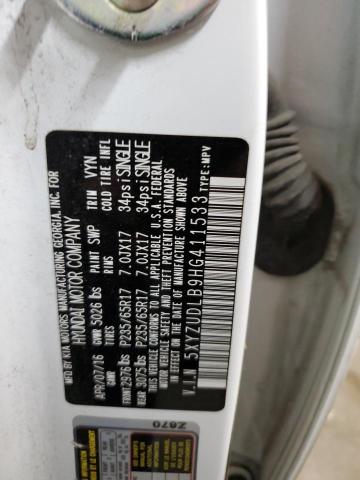 MFD. BY KIA MOTORS MANUFACTURING GEORGIA, INC. FOR
HYUNDAI MOTOR COMPANY
APR/07/16 PAINT SWP TRIM VYN
GVWR 5026 lbs RIMS COLD TIRE INFL
GAWR
FRONT 2976 lbs P235/65R17 7.0JX17 34psi SINGLE
REAR 3075 lbs P235/65R17 7.0JX17 34psi SINGLE
THIS VEHICLE CONFORMS TO ALL APPLICABLE U.S.A. FEDERAL
MOTOR VEHICLE SAFETY AND THEFT PREVENTION STANDARDS
IN EFFECT ON THE DATE OF MANUFACTURE SHOWN ABOVE.
V.I.N 5XYZUDLB9HG411533 TYPE: MPV
Z870